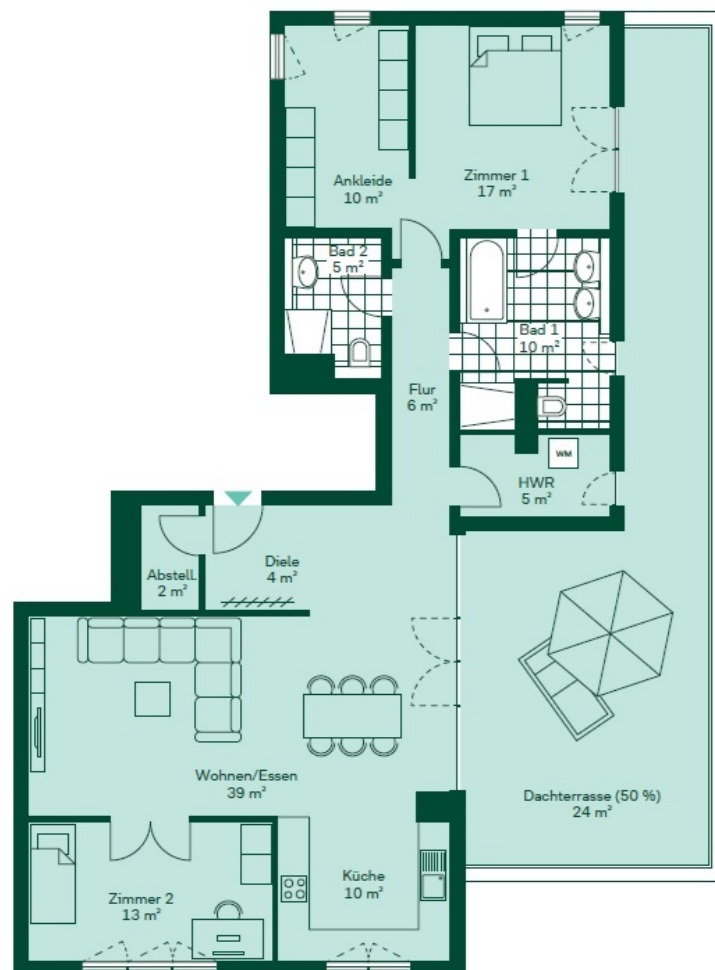 Ankleide
10 m²
Zimmer 1
17 m²
Bad 2
5 m²
Bad 1
10 m²
Flur
6 m²
WM
HWR
5 m²
Diele
4 m²
Abstell.
2 m²
Wohnen/Essen
39 m²
Dachterrasse (50 %)
24 m²
Küche
10 m²
Zimmer 2
13 m²